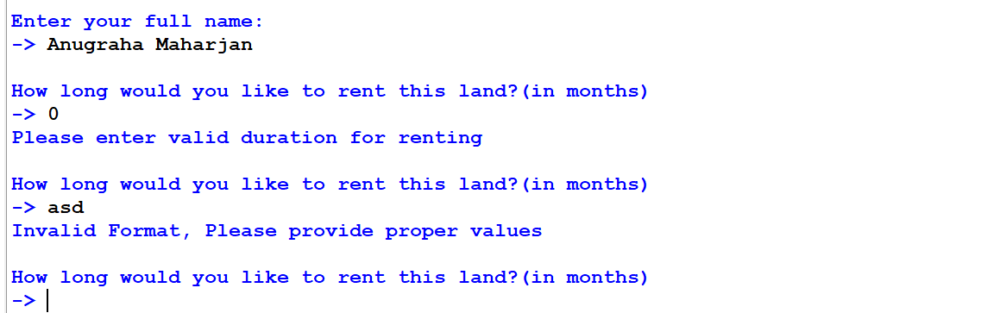 Enter your full name:
-> Anugraha Maharjan
How long would you like to rent this land?(in months)
-> 0
Please enter valid duration for renting
How long would you like to rent this land?(in months)
-> asd
Invalid Format, Please provide proper values
How long would you like to rent this land?(in months)
->